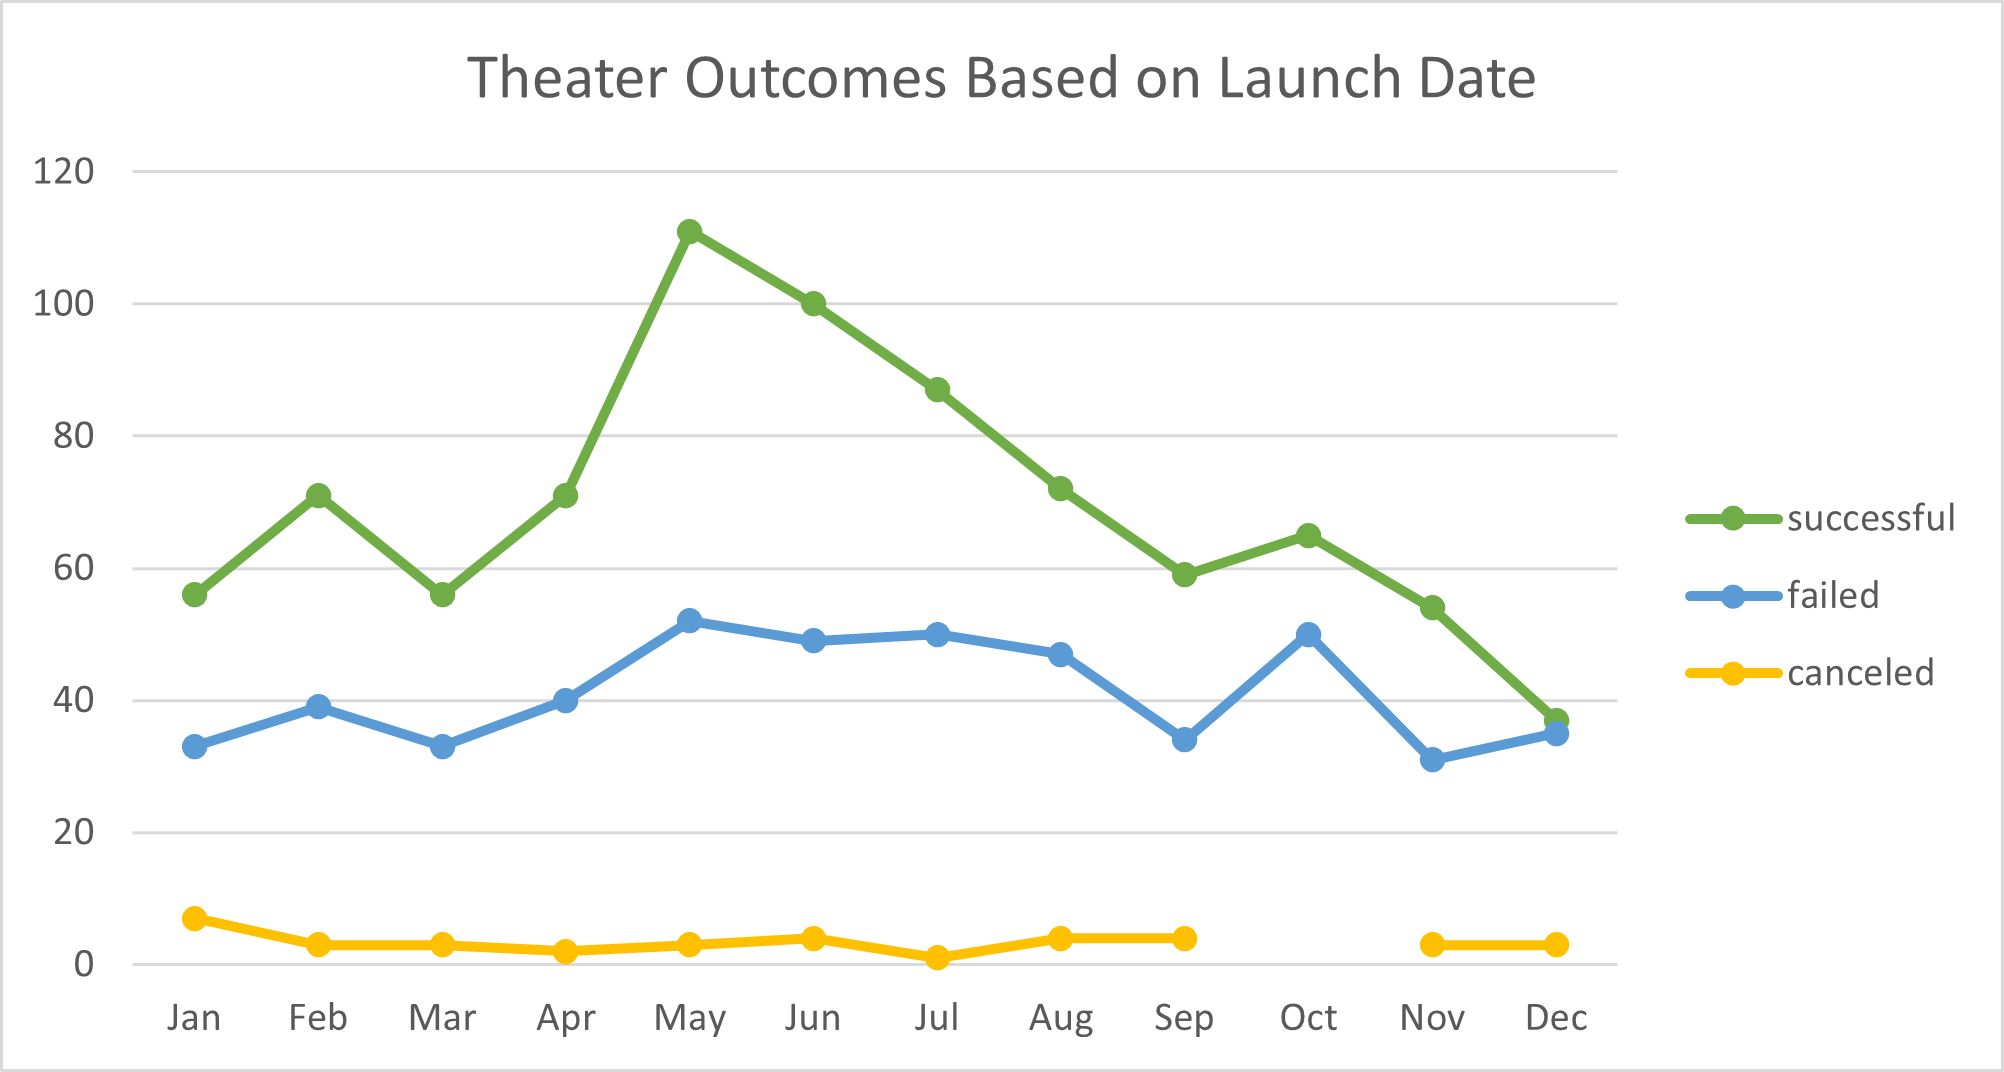 Theater Outcomes Based on Launch Date
120
100
80
60
40
20
0
Jan Feb Mar Apr May Jun Jul Aug Sep Oct Nov Dec
successful
failed
canceled